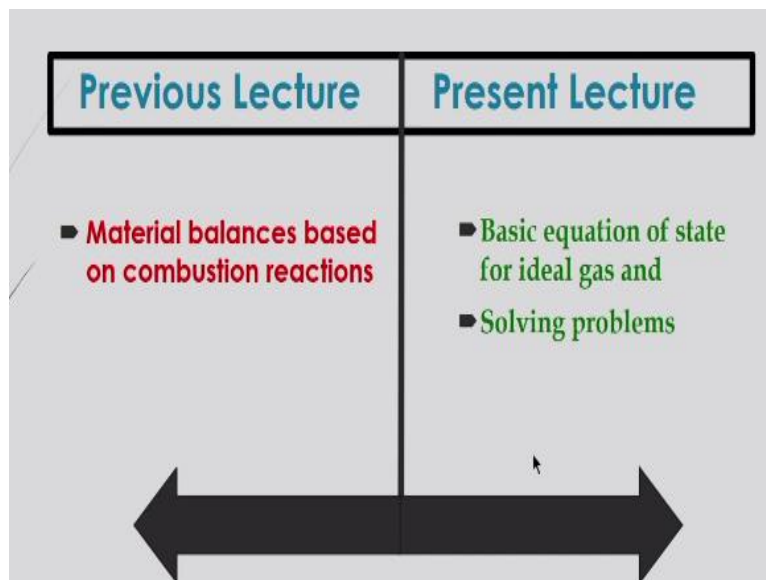 Previous Lecture
Present Lecture
Material balances based
on combustion reactions
Basic equation of state
for ideal gas and
Solving problems